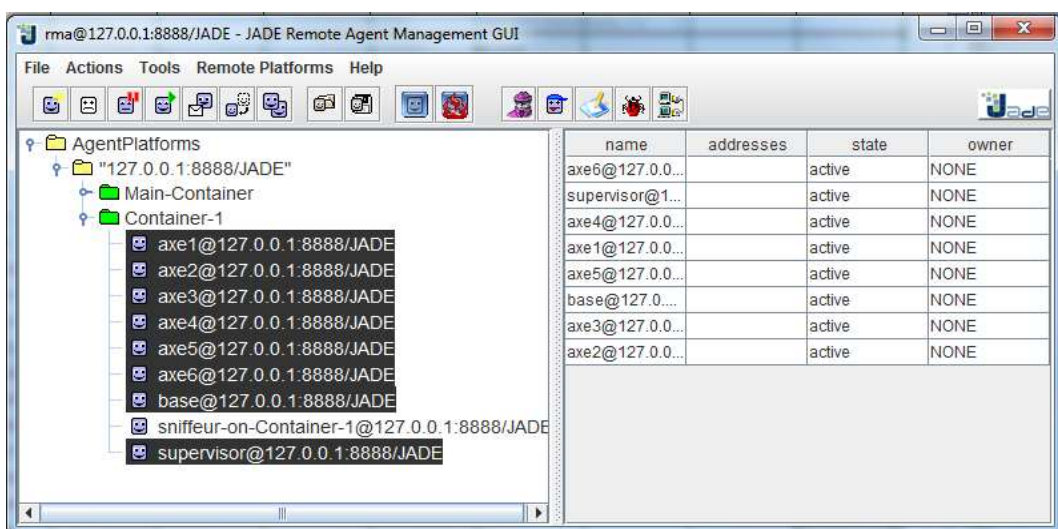 rma@127.0.0.1:8888/JADE - JADE Remote Agent Management GUI
File Actions Tools Remote Platforms Help
Jade
AgentPlatforms
"127.0.0.1:8888/JADE"
Main-Container
Container-1
axe1@127.0.0.1:8888/JADE
axe2@127.0.0.1:8888/JADE
axe3@127.0.0.1:8888/JADE
axe4@127.0.0.1:8888/JADE
axe5@127.0.0.1:8888/JADE
axe6@127.0.0.1:8888/JADE
base@127.0.0.1:8888/JADE
sniffeur-on-Container-1@127.0.0.1:8888/JADE
supervisor@127.0.0.1:8888/JADE
name addresses state owner
axe6@127.0.0... active NONE
supervisor@1... active NONE
axe4@127.0.0... active NONE
axe1@127.0.0... active NONE
axe5@127.0.0... active NONE
base@127.0.... active NONE
axe3@127.0.0... active NONE
axe2@127.0.0... active NONE